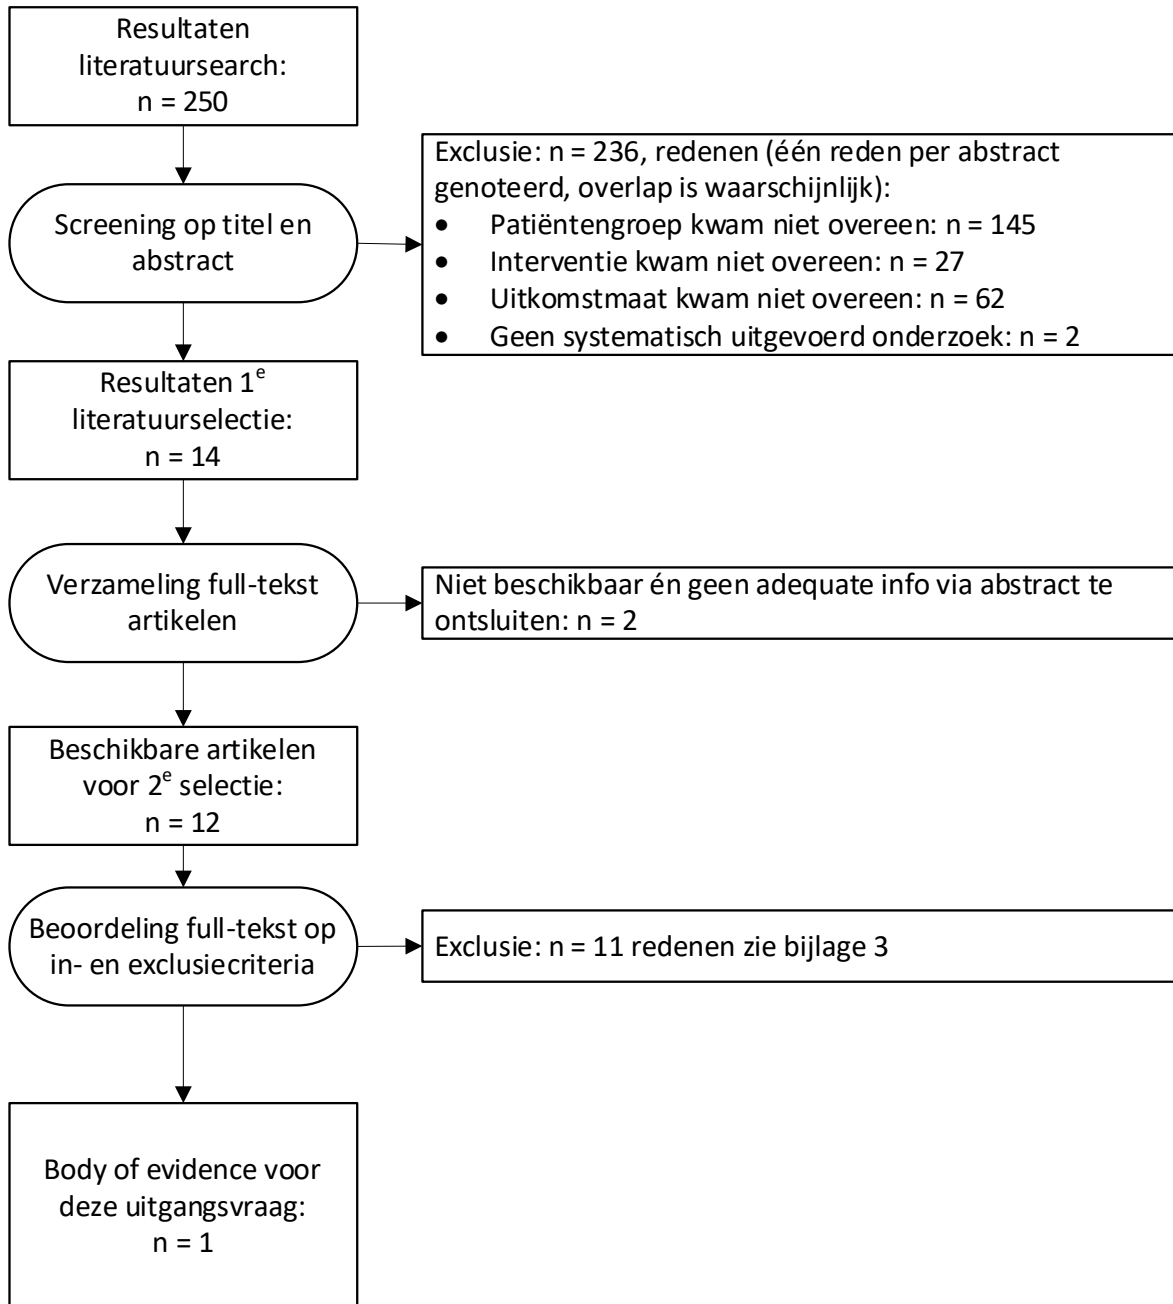 Resultaten
literatuursearch:
n = 250
Exclusie: n = 236, redenen (één reden per abstract
genoteerd, overlap is waarschijnlijk):
• Patiëntengroep kwam niet overeen: n = 145
• Interventie kwam niet overeen: n = 27
• Uitkomstmaat kwam niet overeen: n = 62
• Geen systematisch uitgevoerd onderzoek: n = 2
Screening op titel en
abstract
Resultaten 1e
literatuurselectie:
n = 14
Verzameling full-tekst
artikelen
Niet beschikbaar én geen adequate info via abstract te
ontsluiten: n = 2
Beschikbare artikelen
voor 2e selectie:
n = 12
Beoordeling full-tekst op
in- en exclusiecriteria
Exclusie: n = 11 redenen zie bijlage 3
Body of evidence voor
deze uitgangsvraag:
n = 1